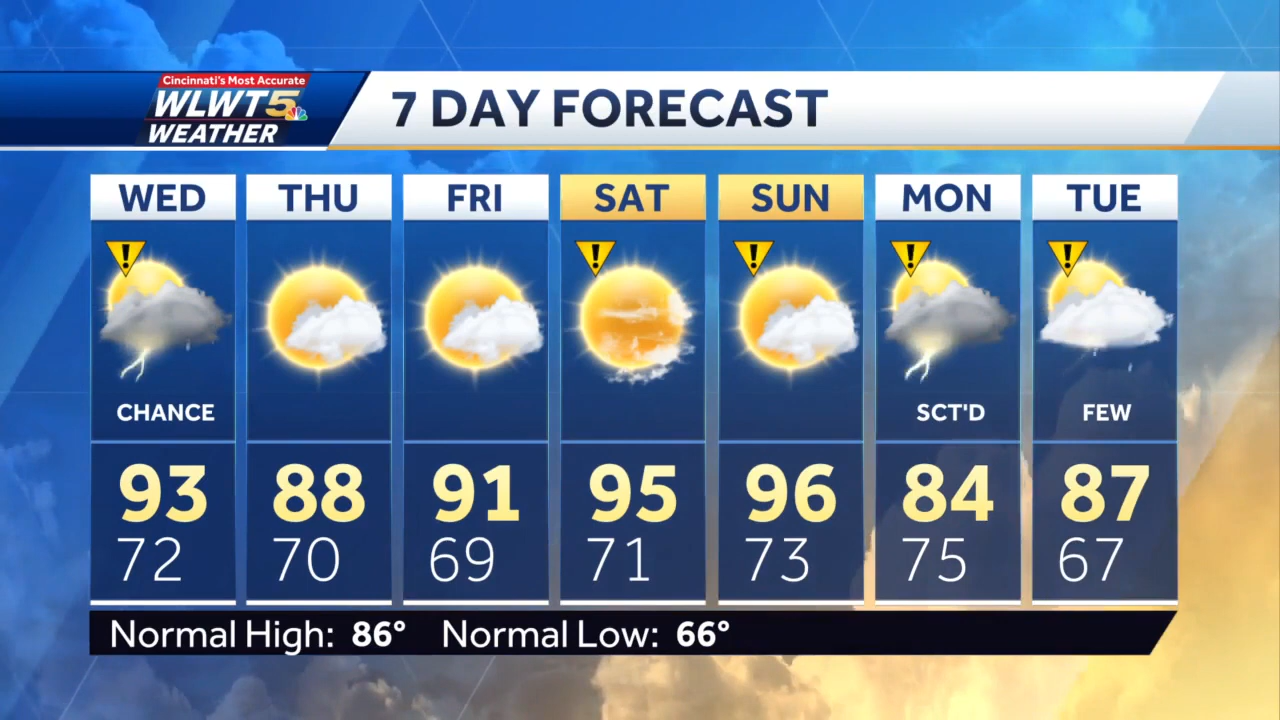 Cincinnati's Most Accurate
WLWT5
WEATHER
7 DAY FORECAST
WED THU FRI SAT SUN MON TUE
! ! ! ! !
CHANCE SCT'D FEW
93 88 91 95 96 84 87
72 70 69 71 73 75 67
Normal High: 86° Normal Low: 66°